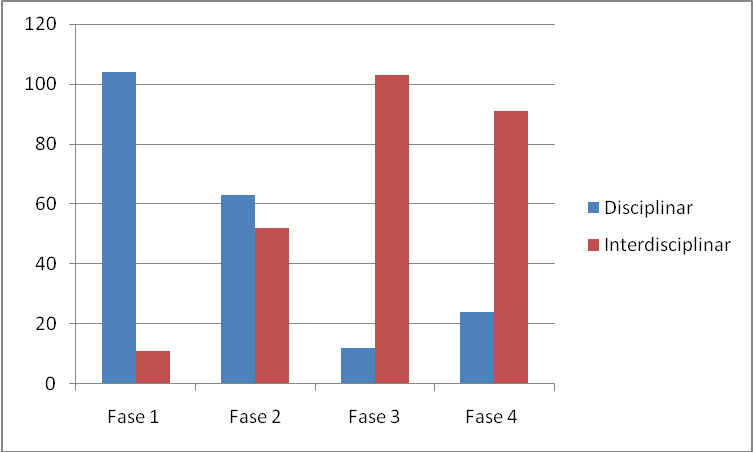 120
100
80
60
40
20
0
Fase 1
Fase 2
Fase 3
Fase 4
Disciplinar
Interdisciplinar